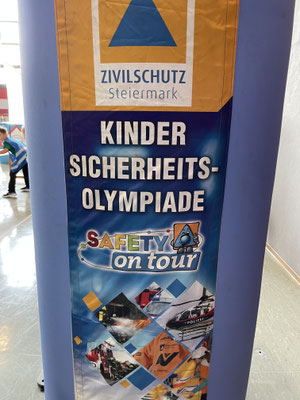 ZIVILSCHUTZ
Steiermark
KINDER
SICHERHEITS-
OLYMPIADE
SAFETY
on tour